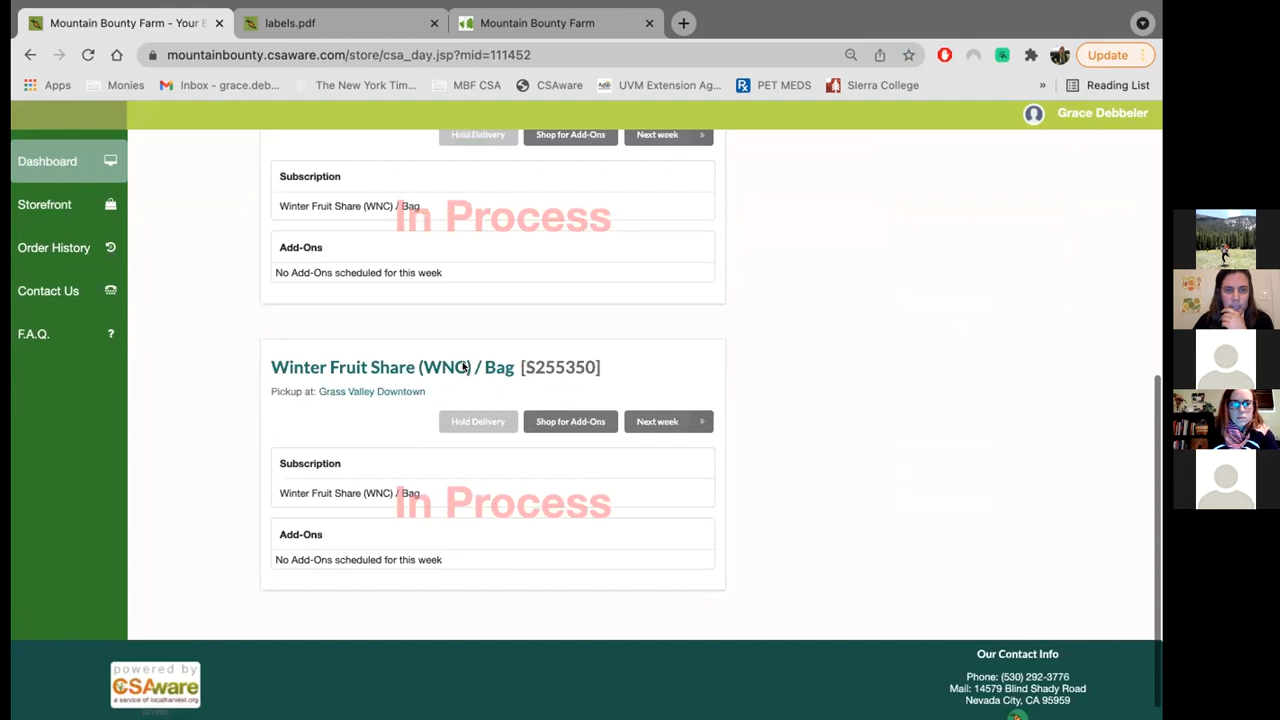 Mountain Bounty Farm - Your B
labels.pdf
Mountain Bounty Farm
mountainbounty.csaware.com/store/csa_day.jsp?mid=111452
Update
Apps
Monies
Inbox - grace.deb...
The New York Tim...
MBF CSA
CSAware
UVM Extension Ag...
PET MEDS
Sierra College
»
Reading List
Grace Debbeler
Dashboard
Storefront
Order History
Contact Us
F.A.Q. ?
Hold Delivery
Shop for Add-Ons
Next week »
Subscription
Winter Fruit Share (WNC) / Bag
In Process
Add-Ons
No Add-Ons scheduled for this week
Winter Fruit Share (WNC) / Bag [S255350]
Pickup at: Grass Valley Downtown
Hold Delivery
Shop for Add-Ons
Next week »
Subscription
Winter Fruit Share (WNC) / Bag
In Process
Add-Ons
No Add-Ons scheduled for this week
powered by
CSAware
a service of localharvest.org
Our Contact Info
Phone: (530) 292-3776
Mail: 14579 Blind Shady Road
Nevada City, CA 95959